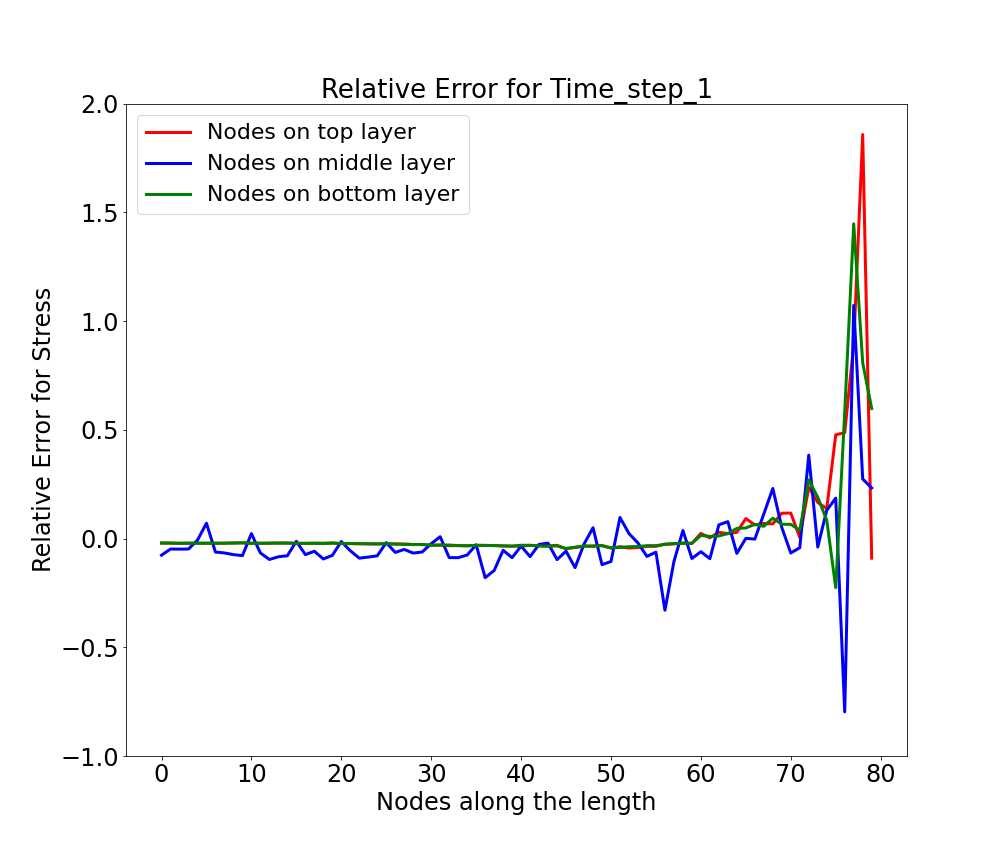 Relative Error for Time_step_1
Nodes on top layer
Nodes on middle layer
Nodes on bottom layer
Relative Error for Stress
2.0
1.5
1.0
0.5
0.0
−0.5
−1.0
0 10 20 30 40 50 60 70 80
Nodes along the length